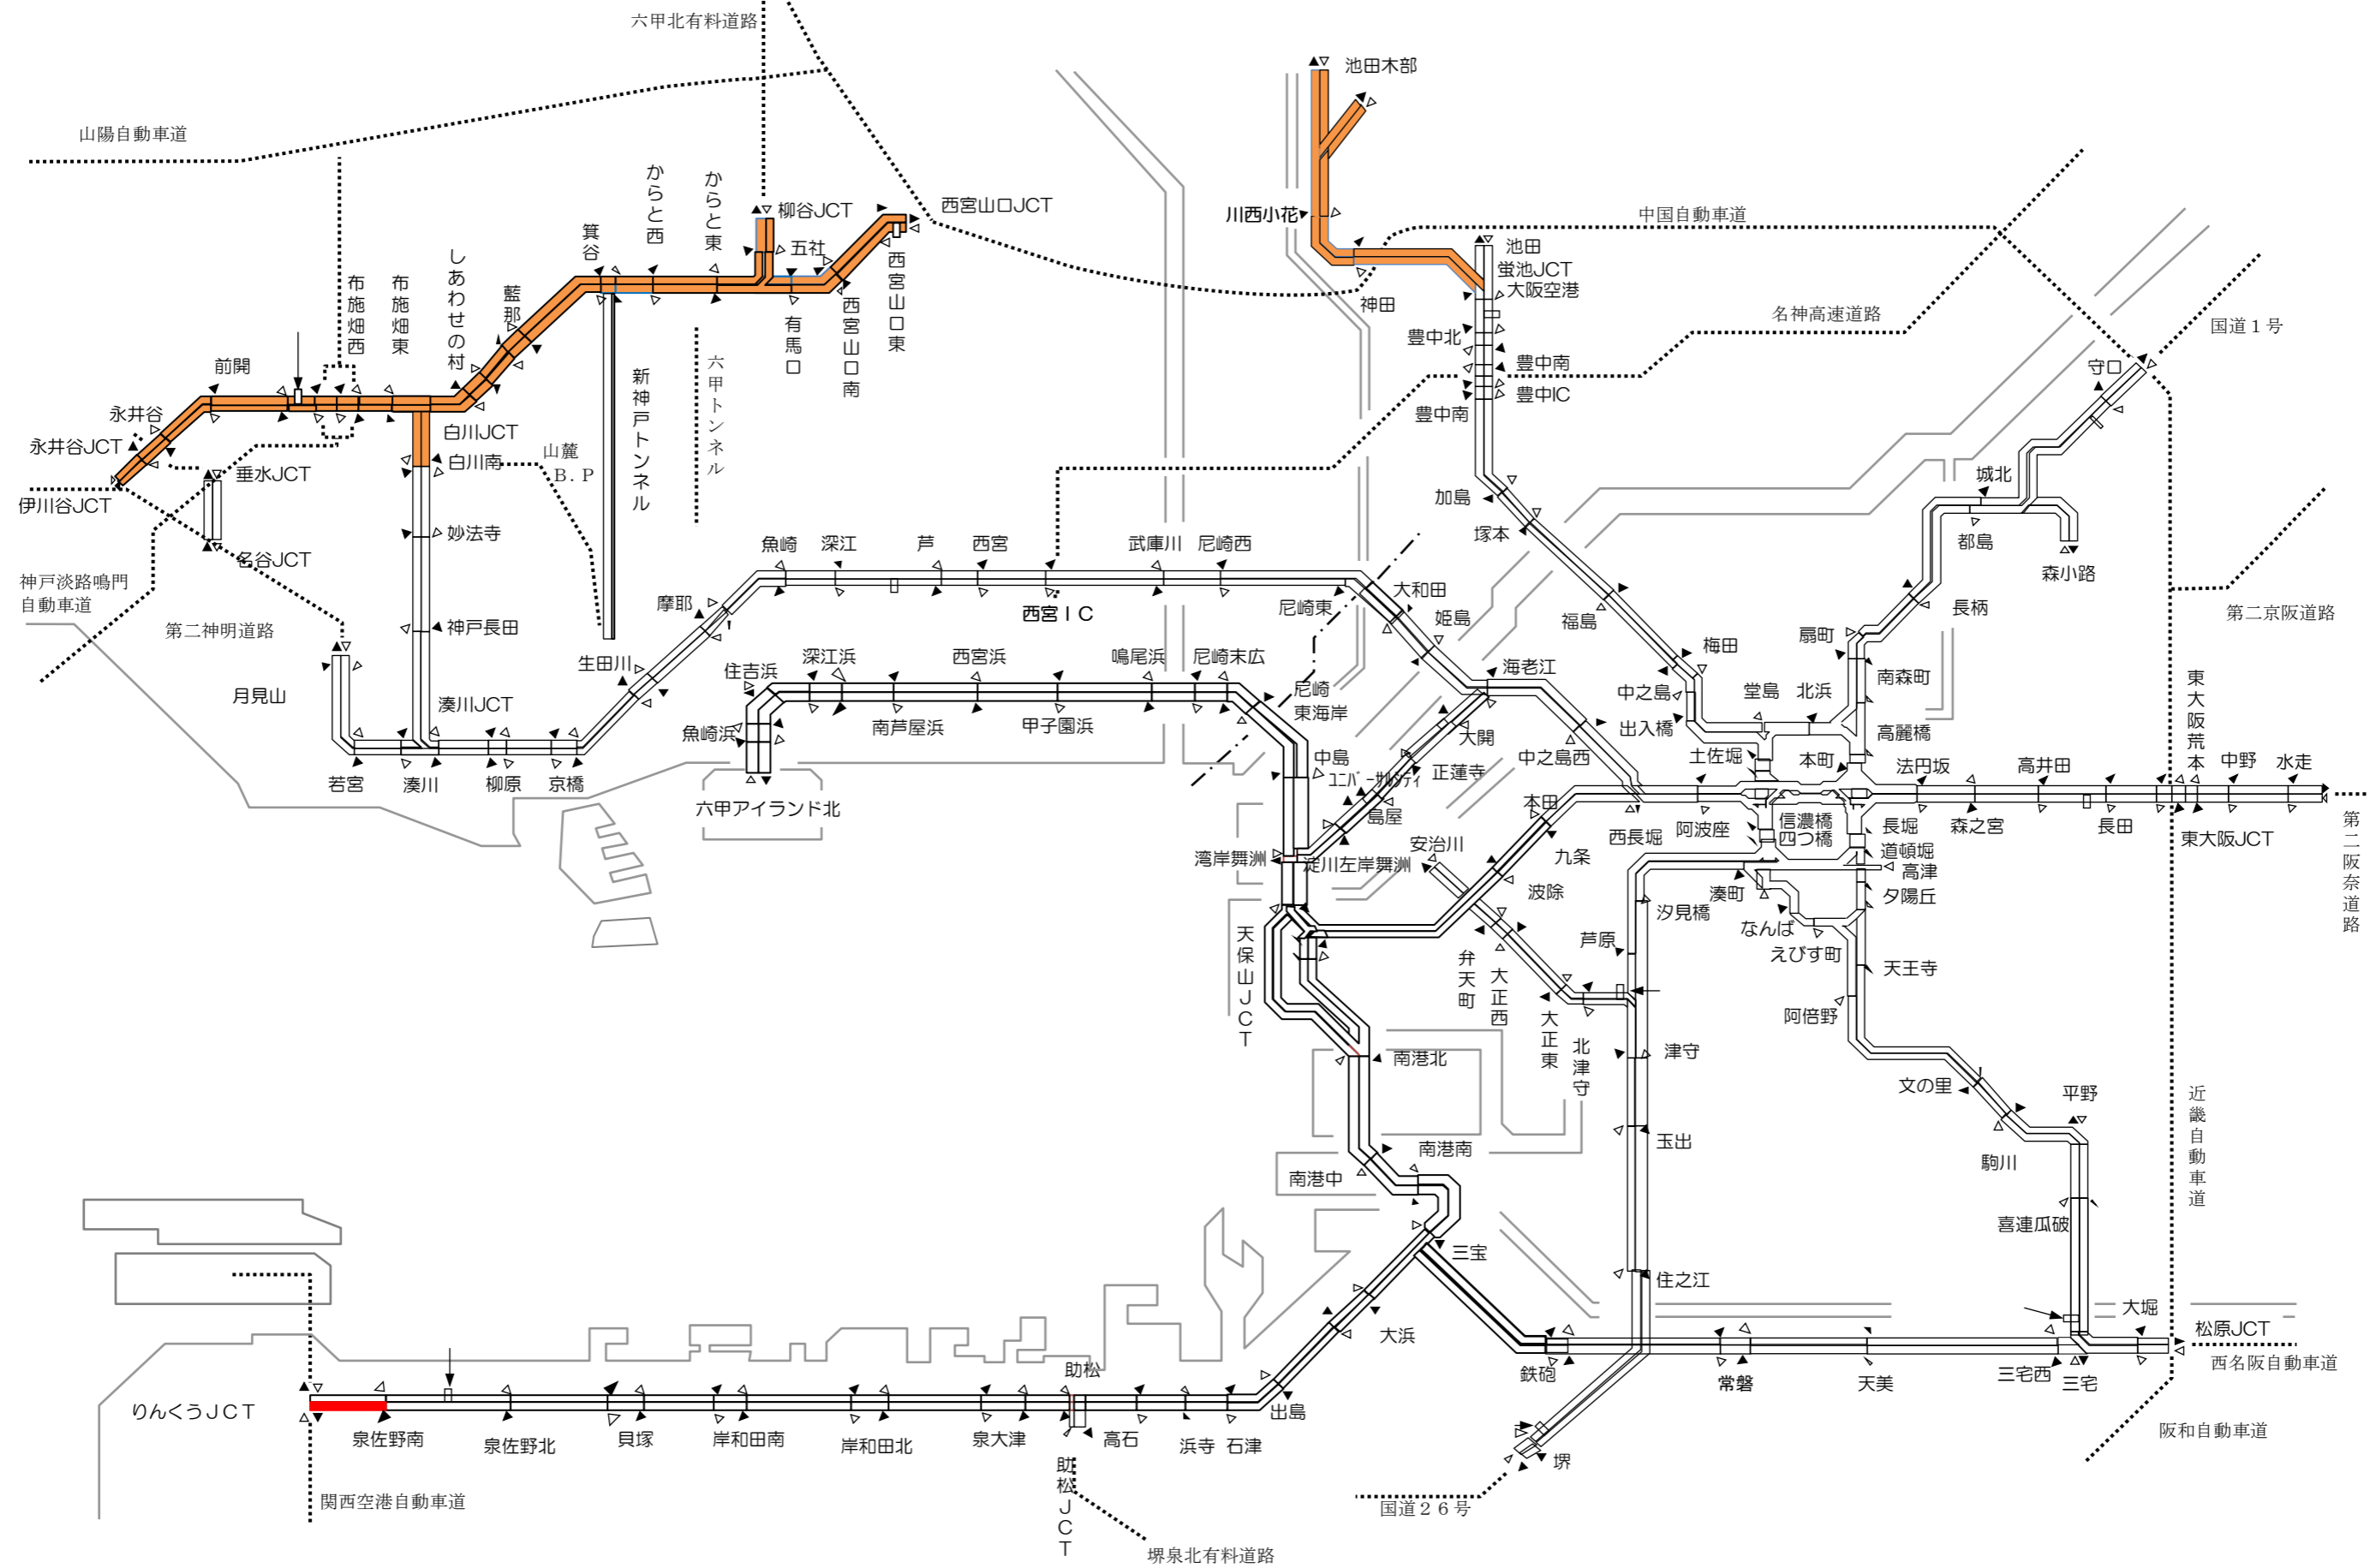 六甲北有料道路
池田木部
山陽自動車道
からと西
からと東
柳谷JCT
西宮山口JCT
箕谷
五社
川西小花
中国自動車道
しあわせの村
藍那
西宮山口東
池田
蛍池JCT
大阪空港
布施畑西
布施畑東
有馬口
西宮山口南
神田
名神高速道路
国道1号
豊中北
豊中南
豊中IC
豊中南
守口
前開
新神戸トンネル
六甲トンネル
永井谷
永井谷JCT
白川JCT
白川南
山麓
B.P
垂水JCT
伊川谷JCT
城北
加島
塚本
妙法寺
魚崎
深江
芦
西宮
武庫川
尼崎西
都島
森小路
名谷JCT
神戸淡路鳴門
自動車道
摩耶
西宮IC
尼崎東
大和田
姫島
福島
長柄
第二京阪道路
第二神明道路
神戸長田
扇町
梅田
生田川
住吉浜
深江浜
西宮浜
鳴尾浜
尼崎末広
海老江
南森町
東大阪荒本
月見山
湊川JCT
尼崎
東海岸
中之島
堂島
北浜
魚崎浜
南芦屋浜
甲子園浜
出入橋
高麗橋
大開
中之島西
土佐堀
本町
若宮
湊川
柳原
京橋
中島
正蓮寺
ユニバーサルシティ
法円坂
高井田
中野
水走
六甲アイランド北
島屋
本田
西長堀
阿波座
信濃橋
四つ橋
長堀
森之宮
長田
東大阪JCT
第二阪奈道路
安治川
湾岸舞洲
淀川左岸舞洲
九条
道頓堀
高津
波除
湊町
夕陽丘
汐見橋
なんば
天保山JCT
芦原
えびす町
弁天町
大正西
天王寺
大正東
北津守
阿倍野
南港北
津守
文の里
平野
近畿自動車道
玉出
南港南
南港中
駒川
喜連瓜破
三宝
住之江
大堀
大浜
松原JCT
西名阪自動車道
助松
鉄砲
常磐
天美
三宅西
三宅
りんくうJCT
泉佐野南
泉佐野北
貝塚
岸和田南
岸和田北
泉大津
高石
浜寺
石津
出島
阪和自動車道
堺
助松JCT
関西空港自動車道
国道26号
堺泉北有料道路